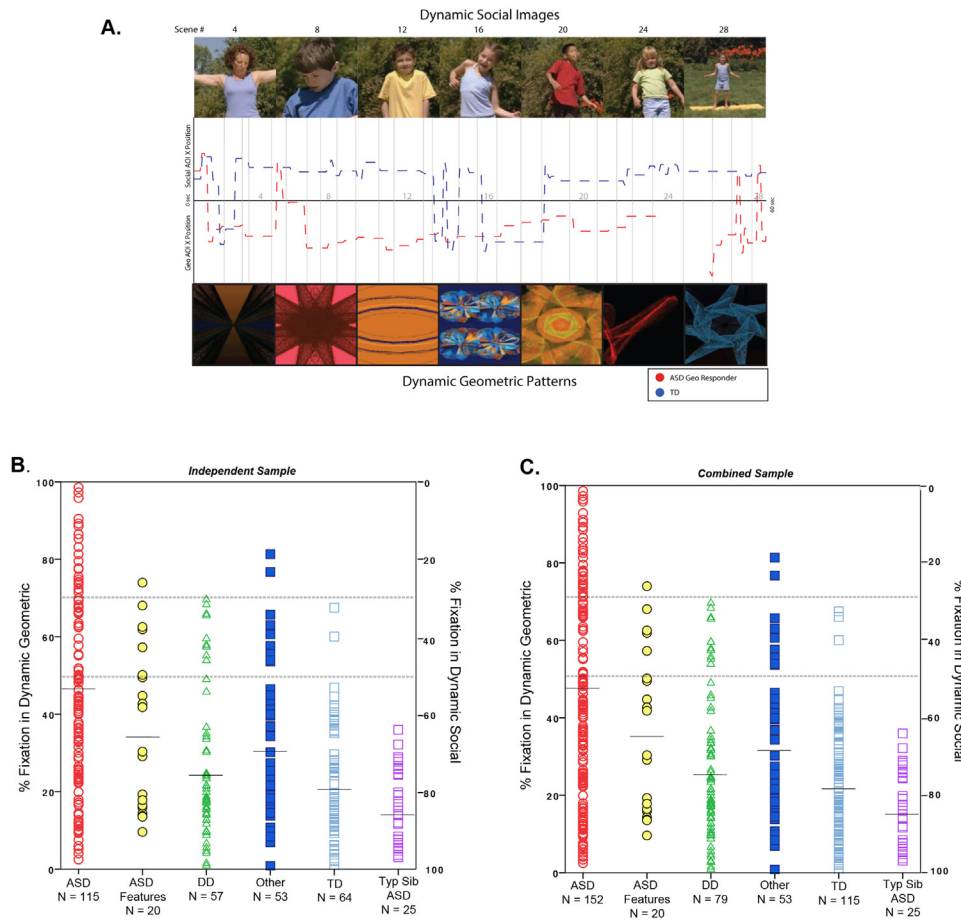 A.
Dynamic Social Images
Scene # 4 8 12 16 20 24 28
Social AOI X Position
Geo AOI X Position
0 sec
4 8 12 16 20 24 28
60 sec
Dynamic Geometric Patterns
ASD Geo Responder
TD
B.
Independent Sample
% Fixation in Dynamic Geometric
100
80
60
40
20
0
% Fixation in Dynamic Social
0
20
40
60
80
100
ASD
N = 115
ASD
Features
N = 20
DD
N = 57
Other
N = 53
TD
N = 64
Typ Sib
ASD
N = 25
C.
Combined Sample
% Fixation in Dynamic Geometric
100
80
60
40
20
0
% Fixation in Dynamic Social
0
20
40
60
80
100
ASD
N = 152
ASD
Features
N = 20
DD
N = 79
Other
N = 53
TD
N = 115
Typ Sib
ASD
N = 25